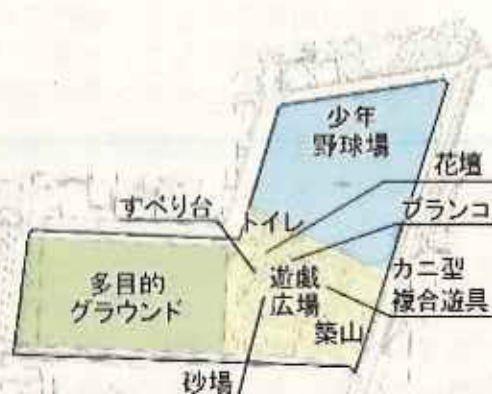 少年
野球場
花壇
すべり台
トイレ
ブランコ
多目的
グラウンド
遊戯
広場
カニ型
複合遊具
築山
砂場